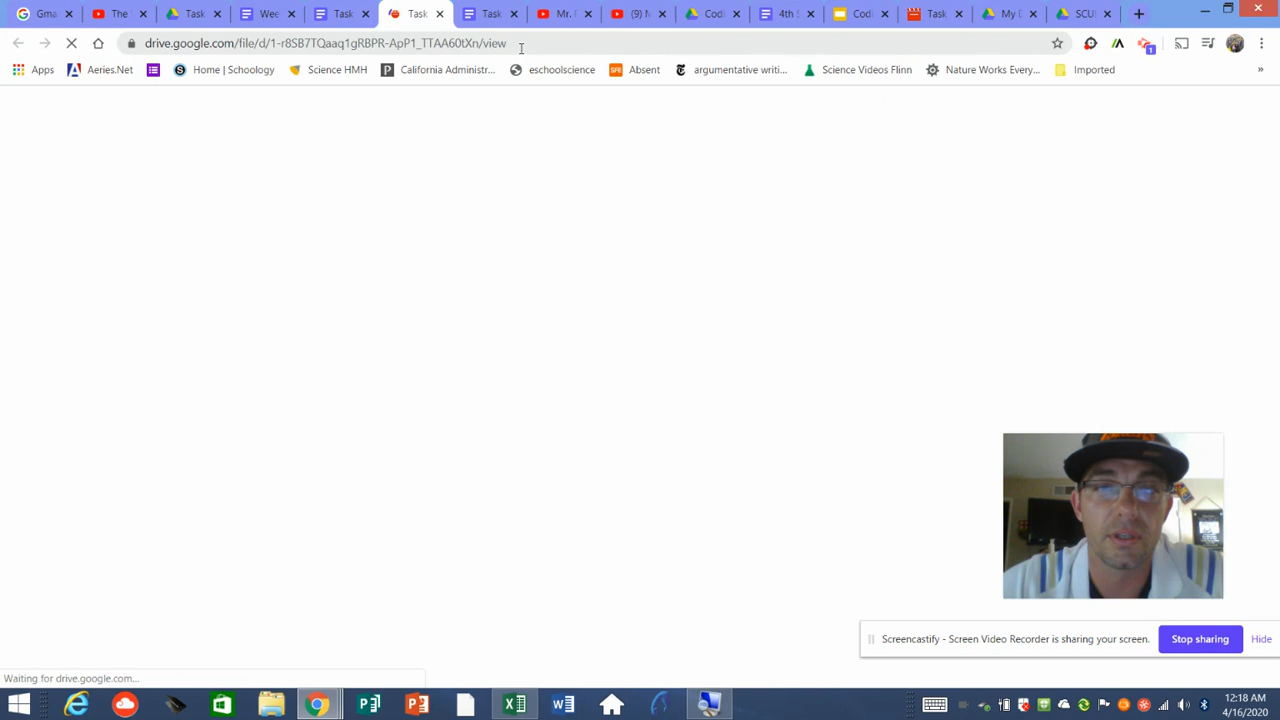 Gma
The
Task
Wee
Task
Task
Task
Mr. F
(9) M
Codi
4th S
Codi
Task
My D
SCU
drive.google.com/file/d/1-r8SB7TQaaq1gRBPR-ApP1_TTAA60tXn/view
1
Apps
Aeries.Net
Home | Schoology
Science HMH
California Administr...
eschoolscience
Absent
argumentative writi...
Science Videos Flinn
Nature Works Every...
Imported
»
Screencastify - Screen Video Recorder is sharing your screen.
Stop sharing
Hide
Waiting for drive.google.com...
12:18 AM
4/16/2020